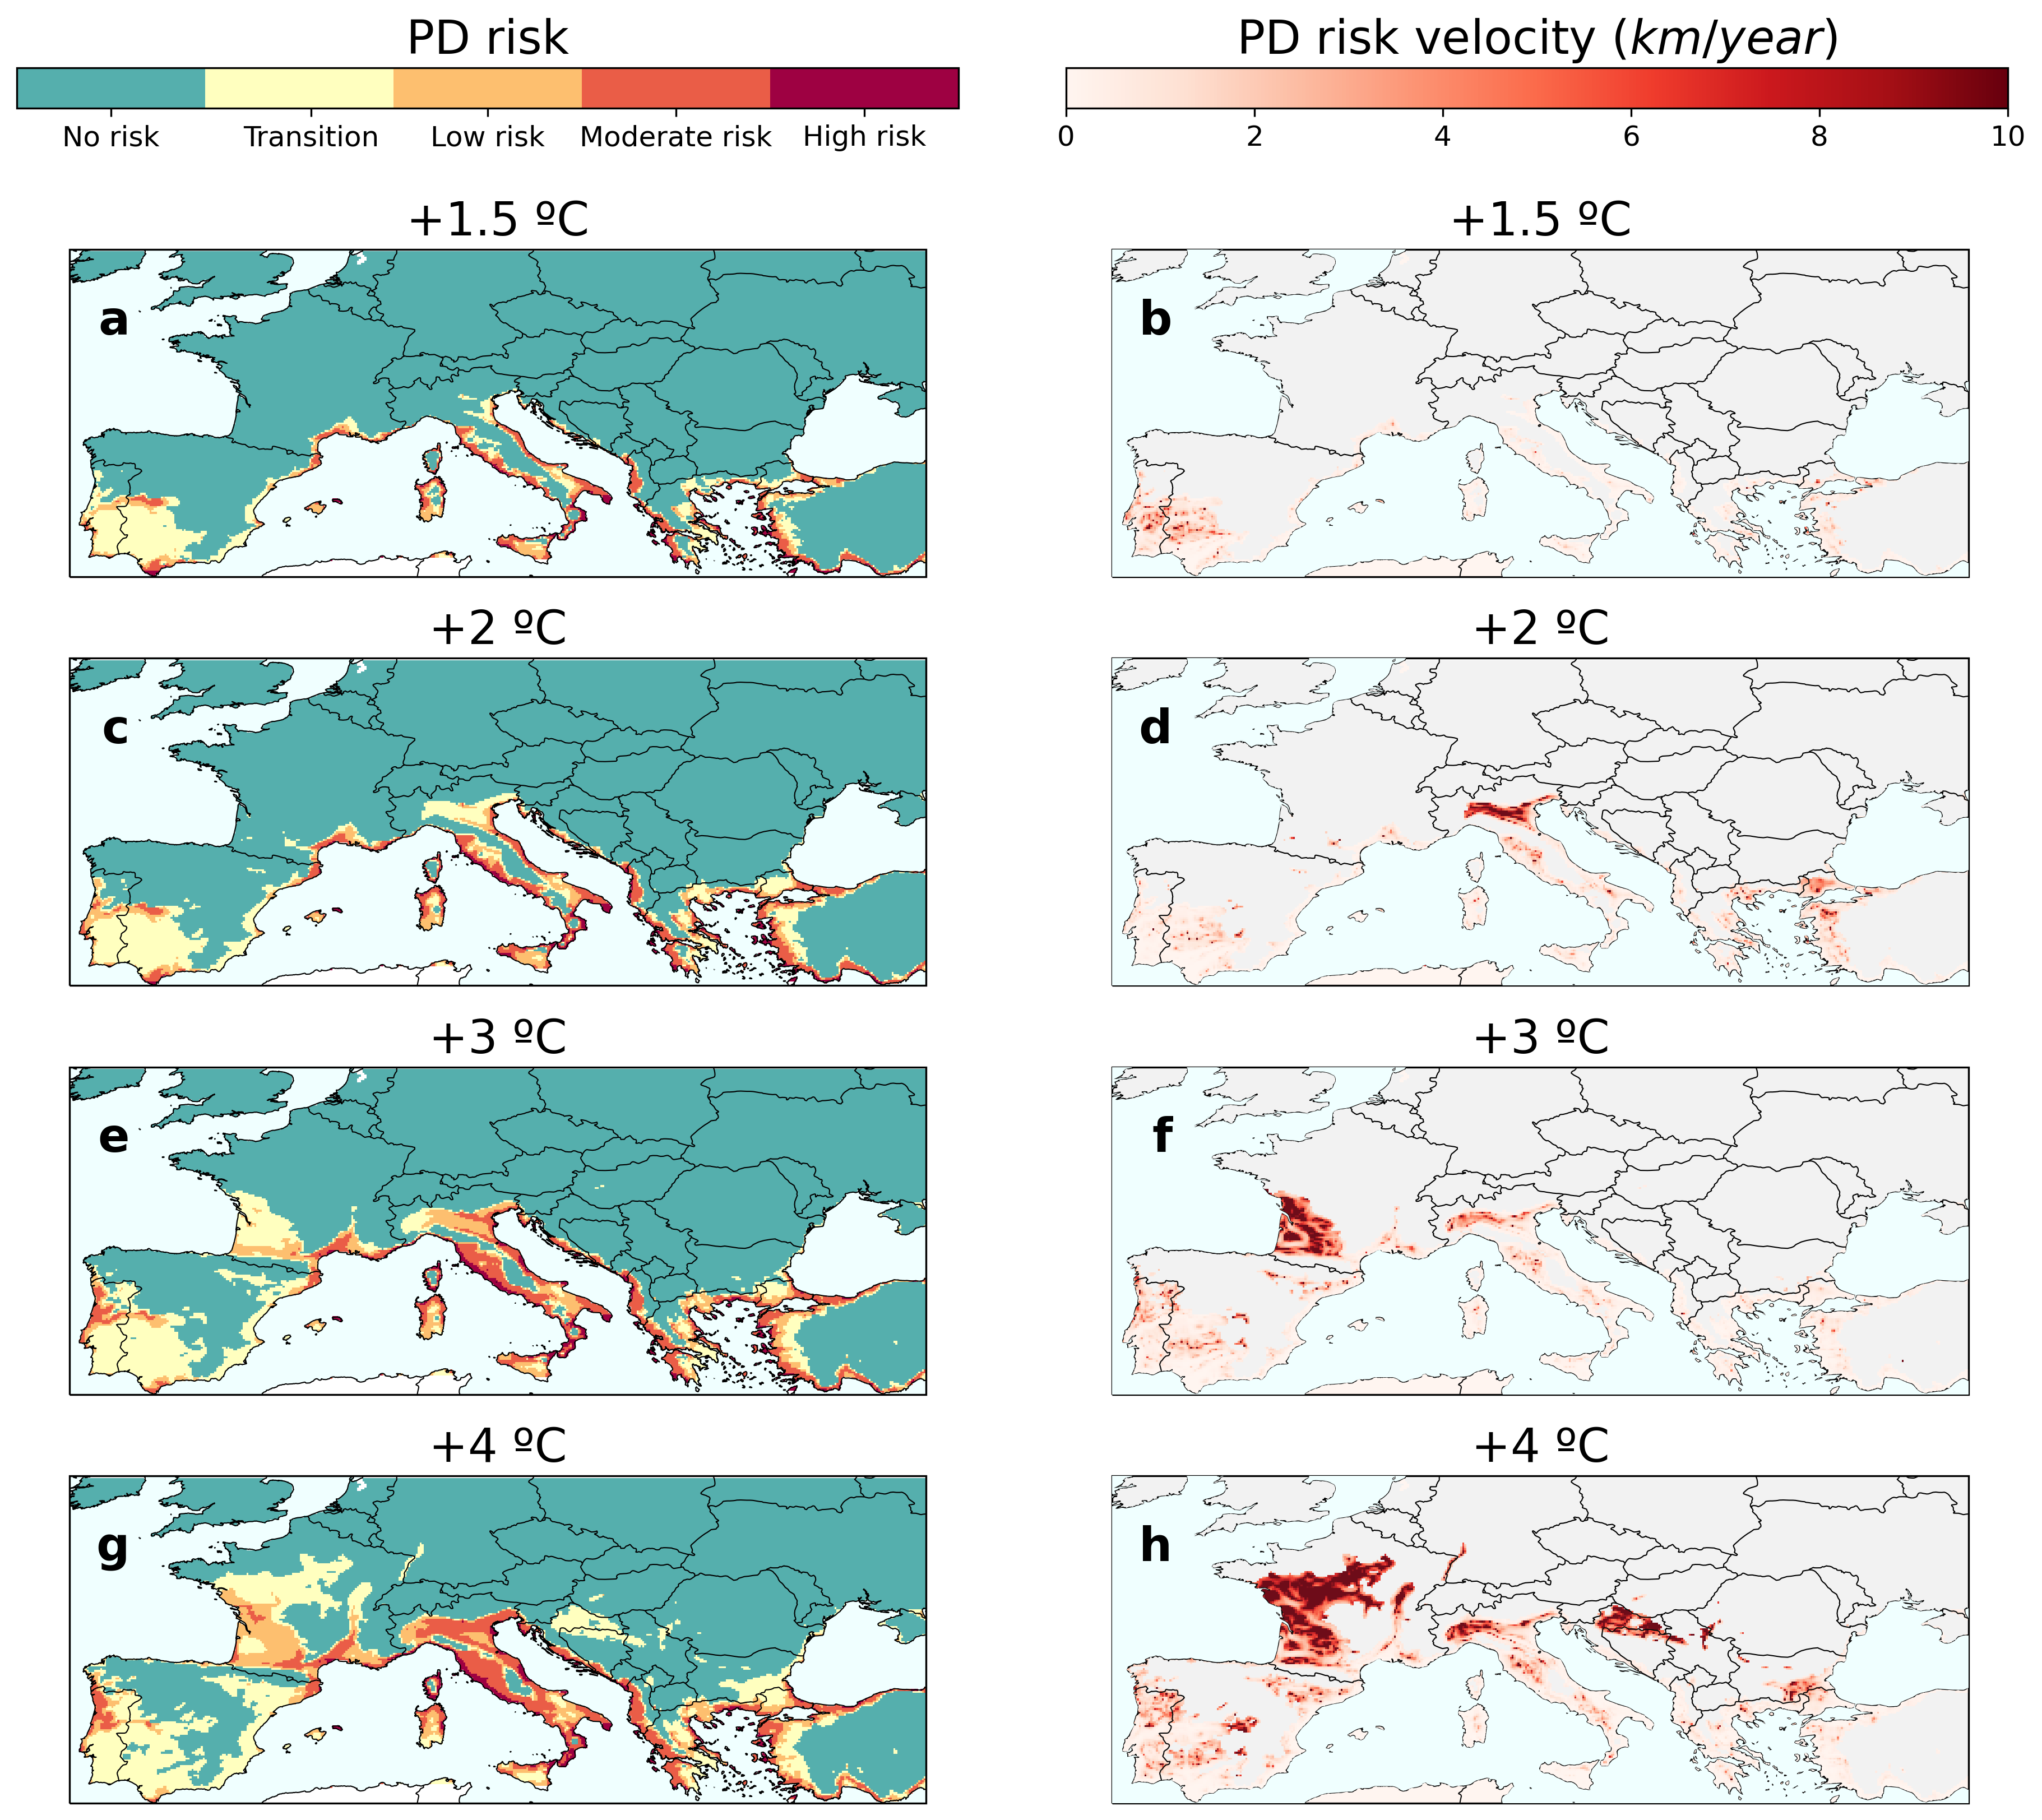 PD risk
No risk Transition Low risk Moderate risk High risk
PD risk velocity (km/year)
0 2 4 6 8 10
+1.5 ºC
a
+1.5 ºC
b
+2 ºC
c
+2 ºC
d
+3 ºC
e
+3 ºC
f
+4 ºC
g
+4 ºC
h